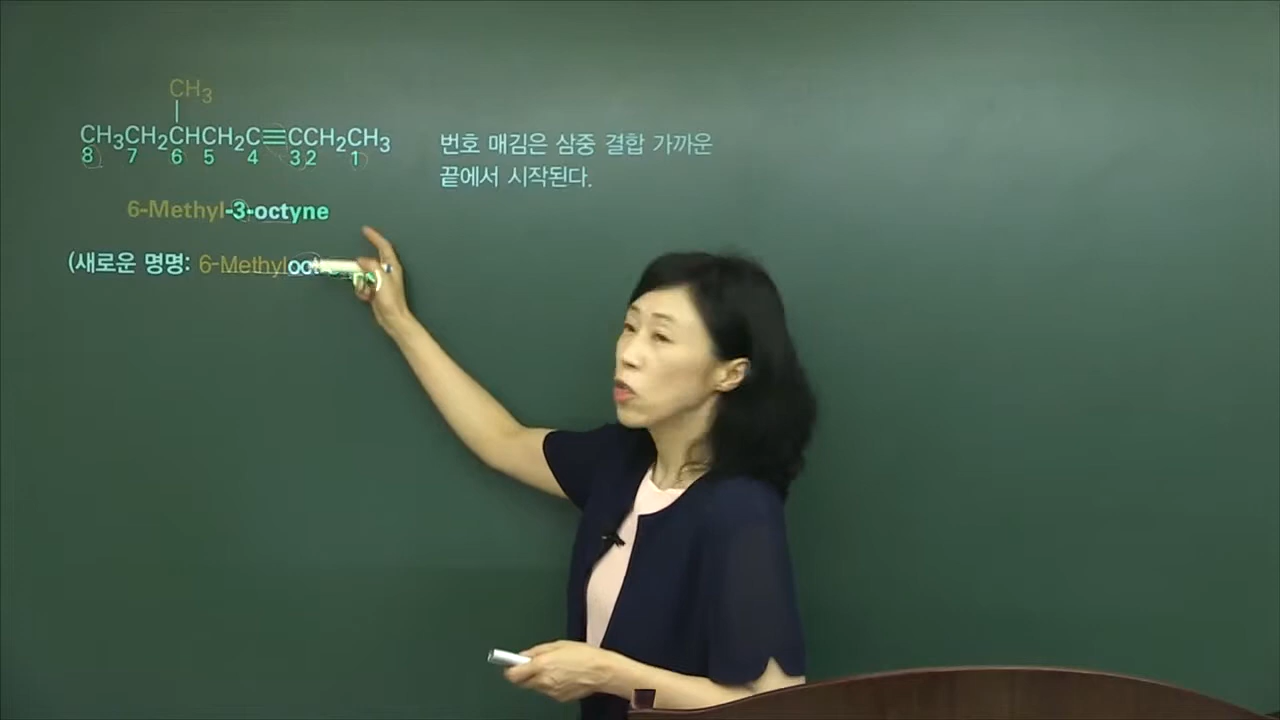 CH3
CH3CH2CHCH2C≡CCH2CH3
8 7 6 5 4 3 2 1
번호 매김은 삼중 결합 가까운
끝에서 시작된다.
6-Methyl-3-octyne
(새로운 명명: 6-Methyloct